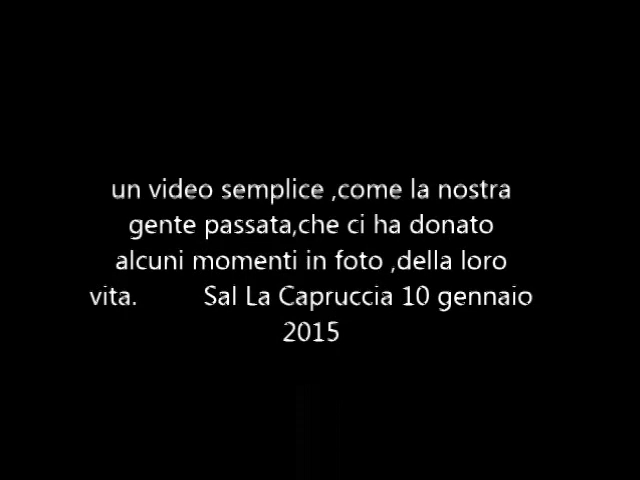 un video semplice ,come la nostra
gente passata,che ci ha donato
alcuni momenti in foto ,della loro
vita. Sal La Capruccia 10 gennaio
2015